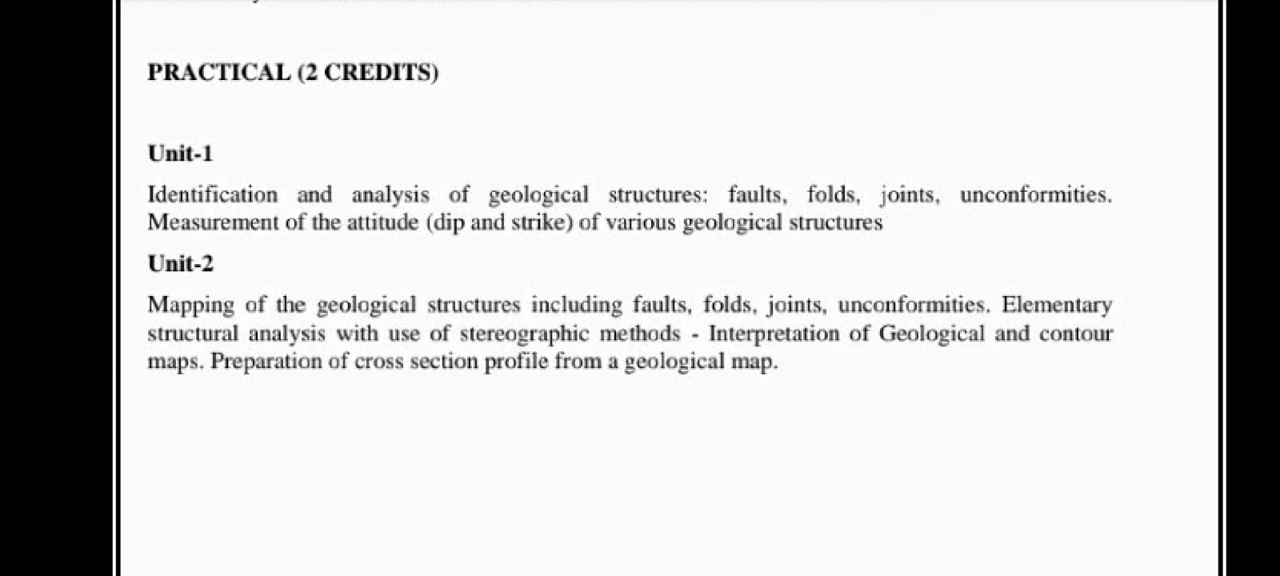 PRACTICAL (2 CREDITS)
Unit-1
Identification and analysis of geological structures: faults, folds, joints, unconformities.
Measurement of the attitude (dip and strike) of various geological structures
Unit-2
Mapping of the geological structures including faults, folds, joints, unconformities. Elementary
structural analysis with use of stereographic methods - Interpretation of Geological and contour
maps. Preparation of cross section profile from a geological map.